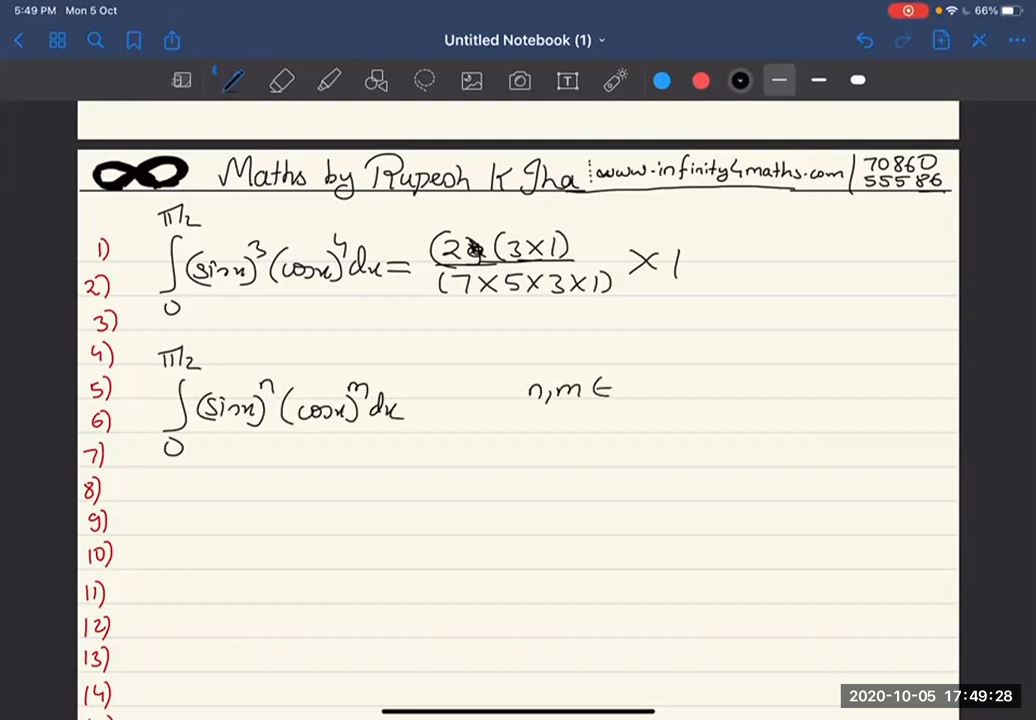 5:49 PM Mon 5 Oct
66%
Untitled Notebook (1)
Maths by Rupesh K Jha www.infinity4maths.com / 70860
55586
π/2
1) ∫ (sinx)^3 (cosx)^4 dx = (2) (3×1) × 1
2) 0 (7×5×3×1)
3)
4) π/2
5) ∫ (sinx)^n (cosx)^m dx n,m ∈
6)
7) 0
8)
9)
10)
11)
12)
13)
14)
2020-10-05 17:49:28